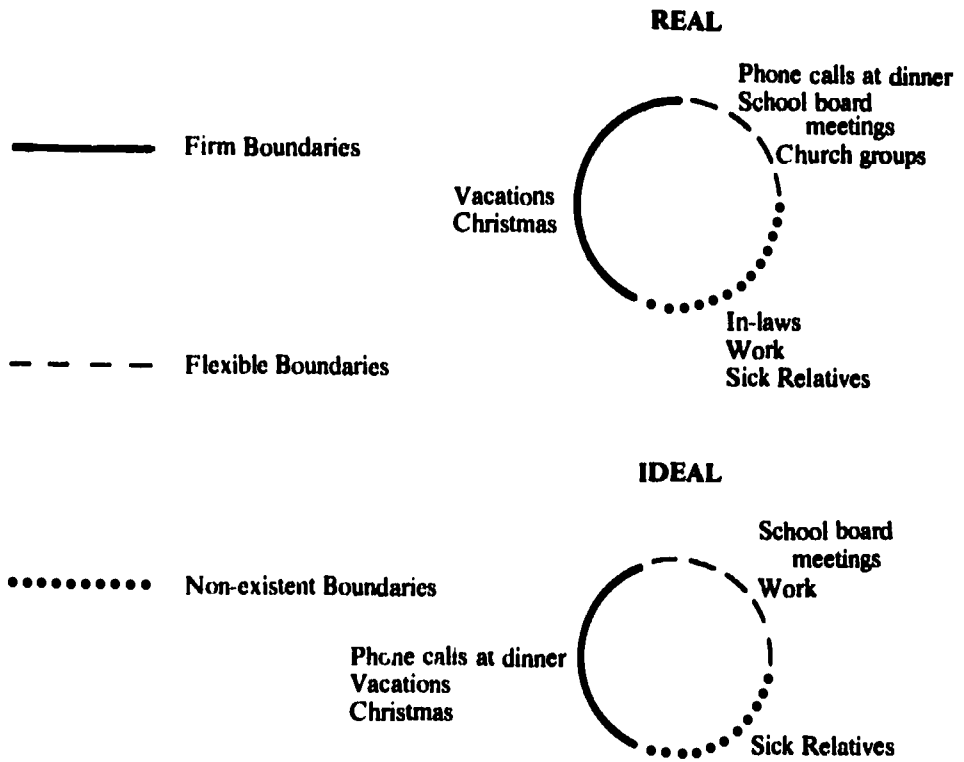 REAL
Phone calls at dinner
School board
meetings
Church groups
Firm Boundaries
Vacations
Christmas
In-laws
Work
Sick Relatives
Flexible Boundaries
IDEAL
School board
meetings
Work
Non-existent Boundaries
Phone calls at dinner
Vacations
Christmas
Sick Relatives